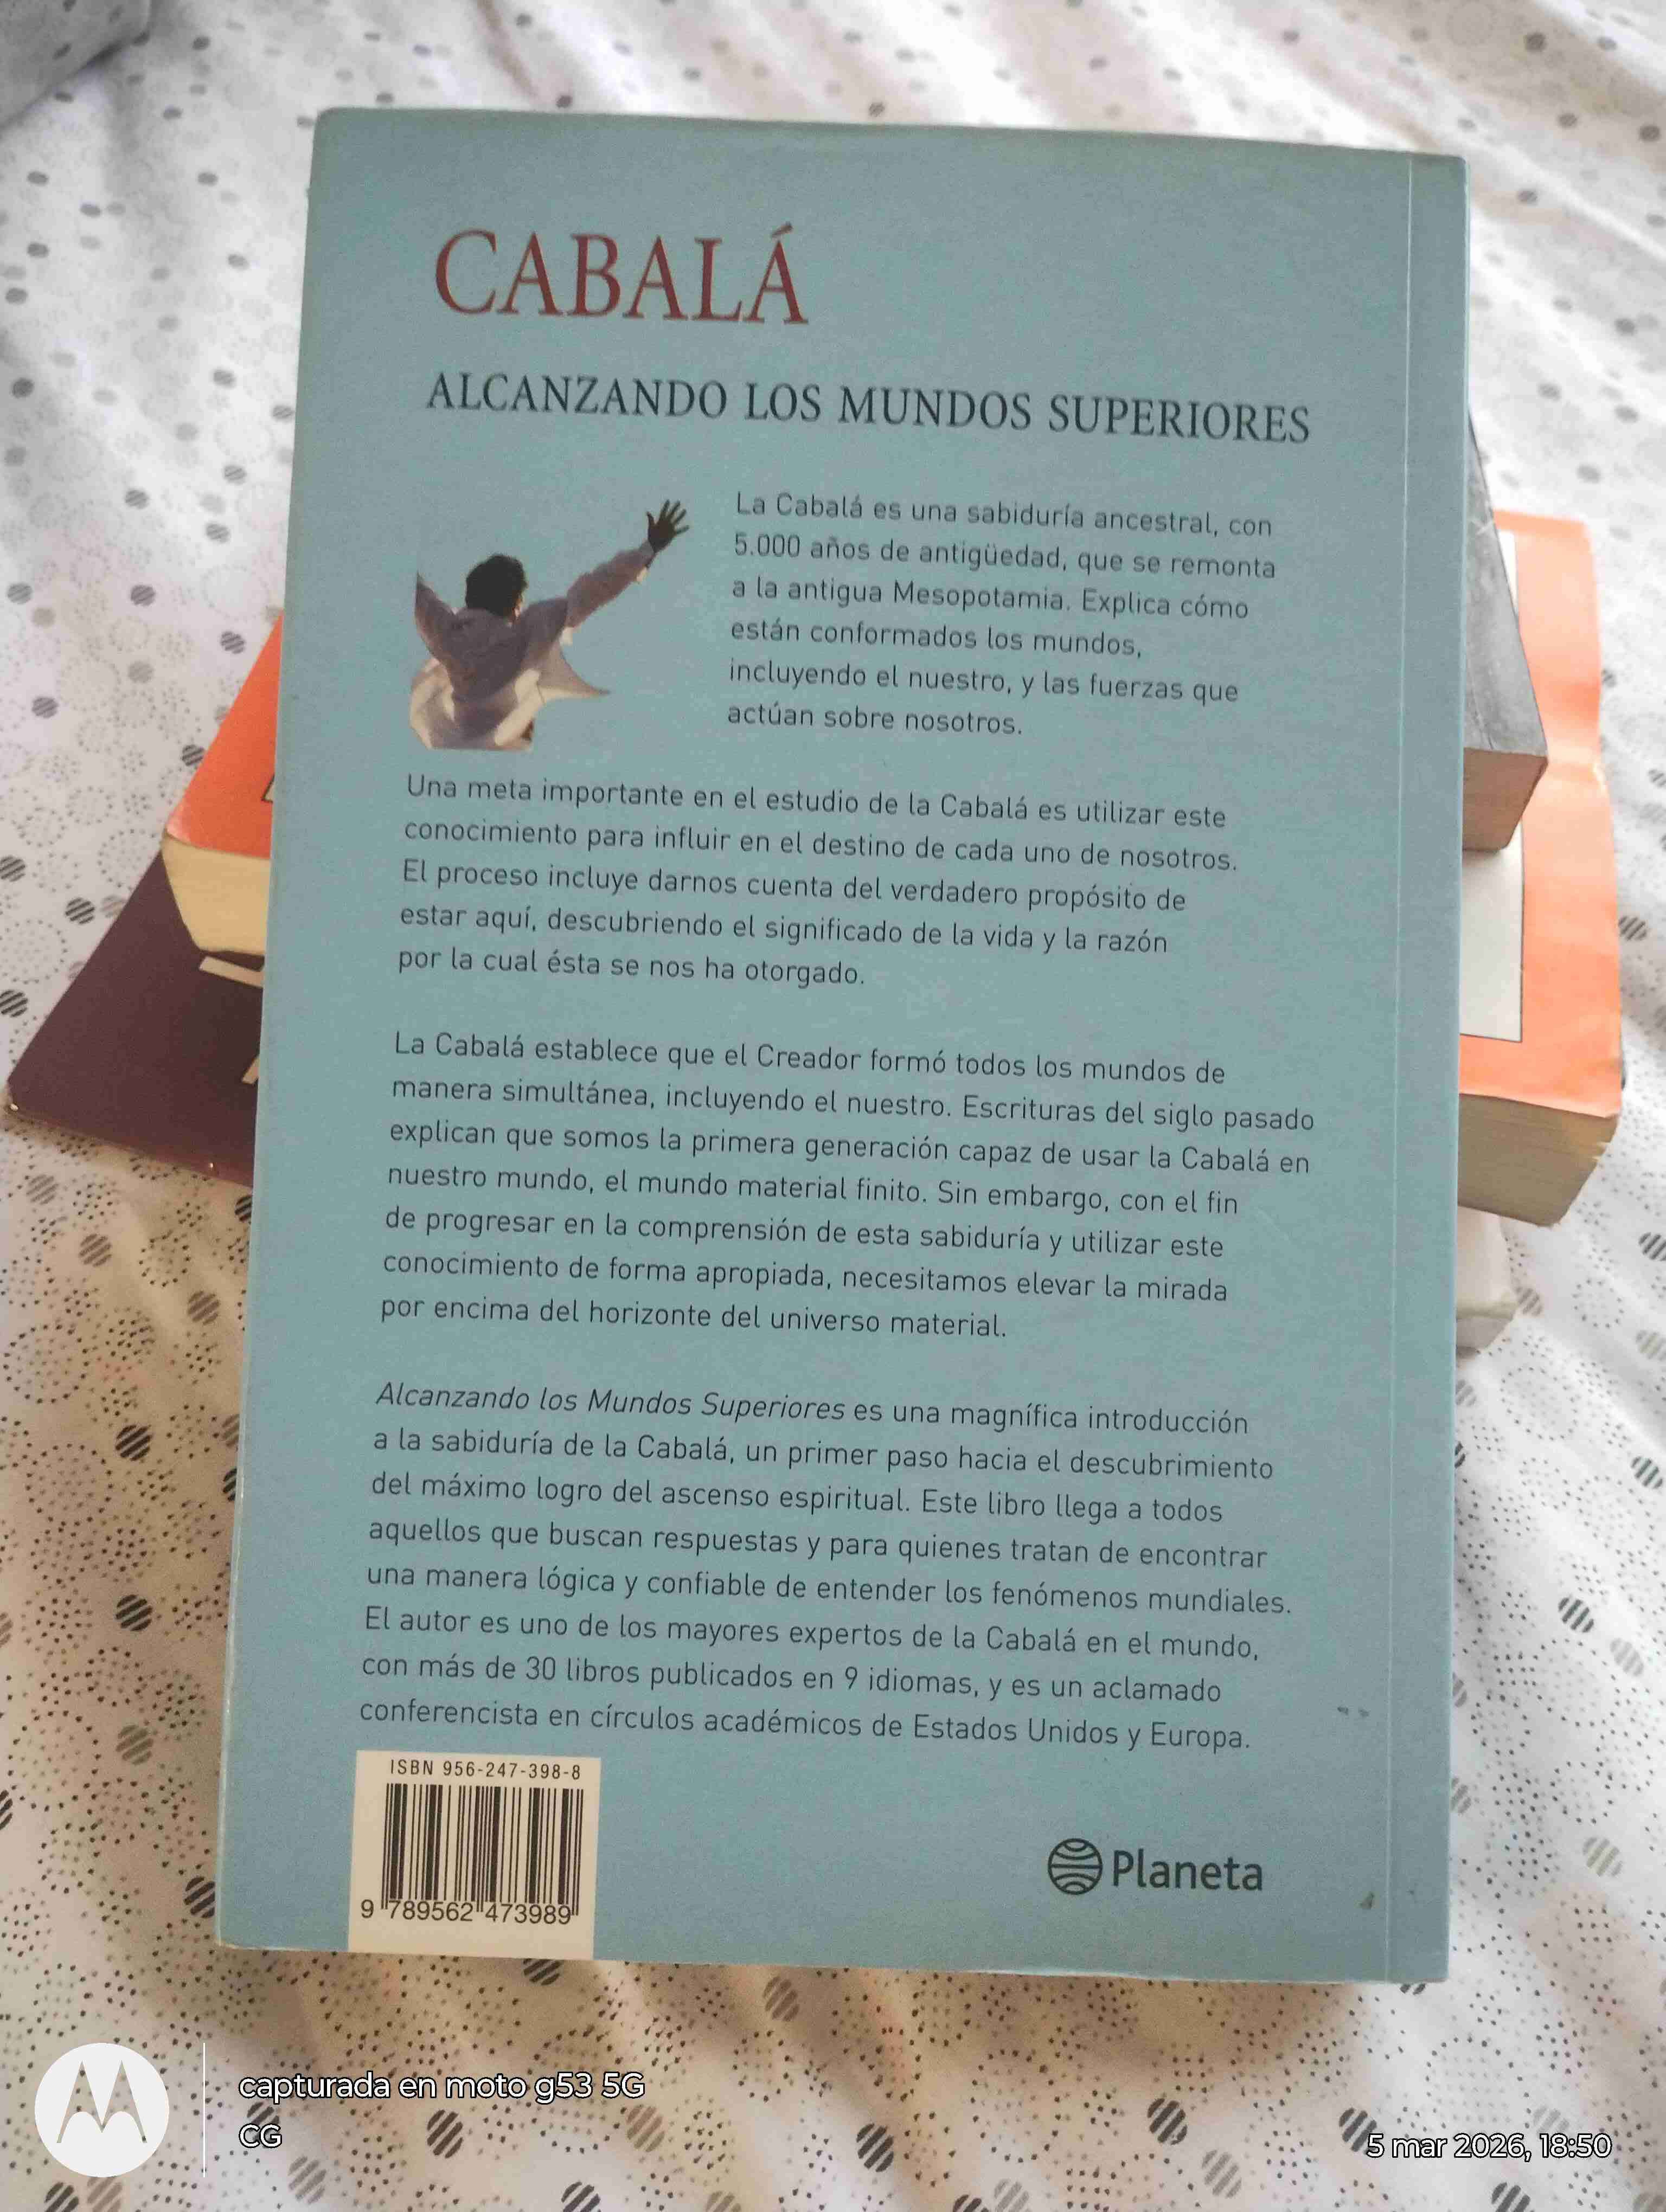 CABALÁ
ALCANZANDO LOS MUNDOS SUPERIORES
La Cabalá es una sabiduría ancestral, con
5.000 años de antigüedad, que se remonta
a la antigua Mesopotamia. Explica cómo
están conformados los mundos,
incluyendo el nuestro, y las fuerzas que
actúan sobre nosotros.
Una meta importante en el estudio de la Cabalá es utilizar este
conocimiento para influir en el destino de cada uno de nosotros.
El proceso incluye darnos cuenta del verdadero propósito de
estar aquí, descubriendo el significado de la vida y la razón
por la cual ésta se nos ha otorgado.
La Cabalá establece que el Creador formó todos los mundos de
manera simultánea, incluyendo el nuestro. Escrituras del siglo pasado
explican que somos la primera generación capaz de usar la Cabalá en
nuestro mundo, el mundo material finito. Sin embargo, con el fin
de progresar en la comprensión de esta sabiduría y utilizar este
conocimiento de forma apropiada, necesitamos elevar la mirada
por encima del horizonte del universo material.
Alcanzando los Mundos Superiores es una magnífica introducción
a la sabiduría de la Cabalá, un primer paso hacia el descubrimiento
del máximo logro del ascenso espiritual. Este libro llega a todos
aquellos que buscan respuestas y para quienes tratan de encontrar
una manera lógica y confiable de entender los fenómenos mundiales.
El autor es uno de los mayores expertos de la Cabalá en el mundo,
con más de 30 libros publicados en 9 idiomas, y es un aclamado
conferencista en círculos académicos de Estados Unidos y Europa.
ISBN 956-247-398-8
9 789562 473989
Planeta
capturada en moto g53 5G
CG
5 mar 2026, 18:50